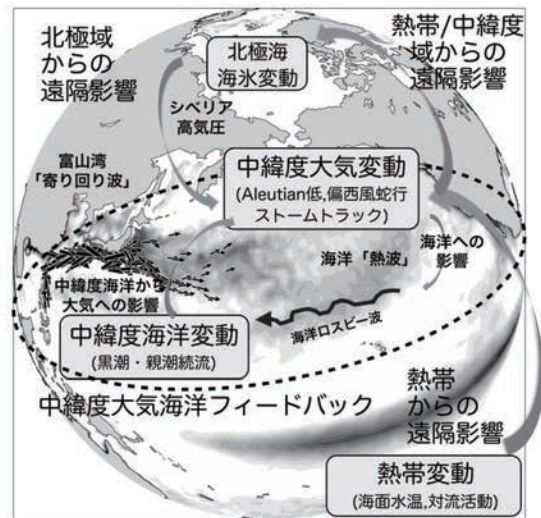 北極域
からの
遠隔影響
北極海
海氷変動
熱帯/中緯度
域からの
遠隔影響
シベリア
高気圧
富山湾
「寄り回り波」
中緯度大気変動
(Aleutian低,偏西風蛇行
ストームトラック)
海洋「熱波」
海洋への
影響
中緯度海洋から
大気への影響
海洋ロスビー波
中緯度海洋変動
(黒潮・親潮続流)
中緯度大気海洋フィードバック
熱帯
からの
遠隔影響
熱帯変動
(海面水温,対流活動)